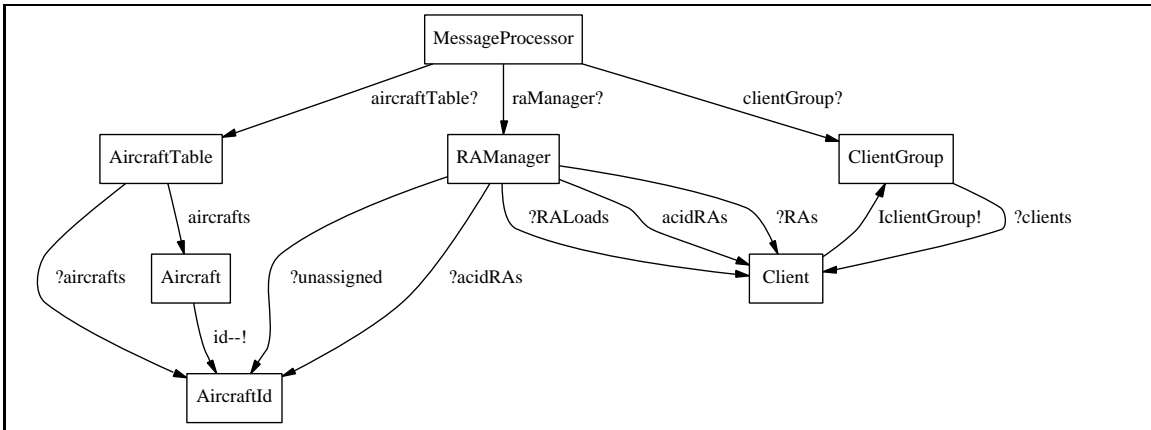 MessageProcessor
aircraftTable?
raManager?
clientGroup?
AircraftTable
RAManager
ClientGroup
aircrafts
?RALoads
acidRAs
?RAs
IclientGroup!
?clients
?aircrafts
Aircraft
?unassigned
?acidRAs
Client
id--!
AircraftId